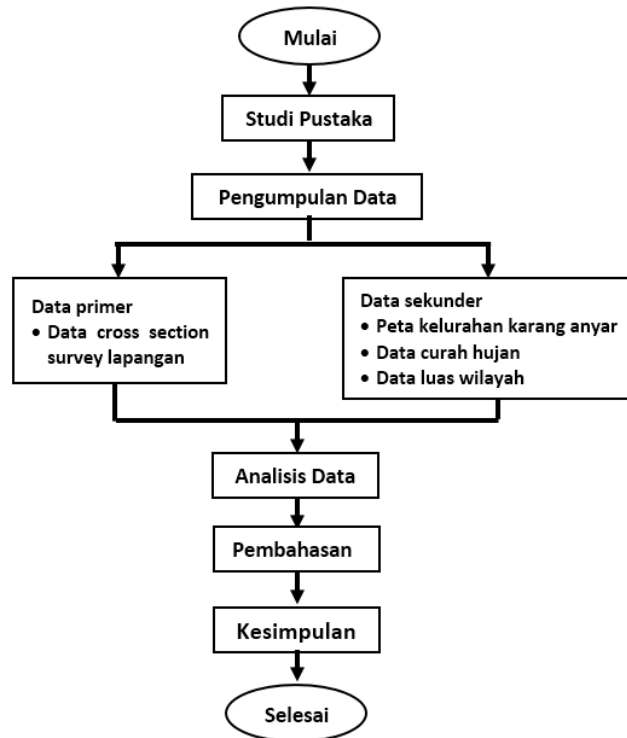 Mulai
Studi Pustaka
Pengumpulan Data
Data primer
• Data cross section
survey lapangan
Data sekunder
• Peta kelurahan karang anyar
• Data curah hujan
• Data luas wilayah
Analisis Data
Pembahasan
Kesimpulan
Selesai